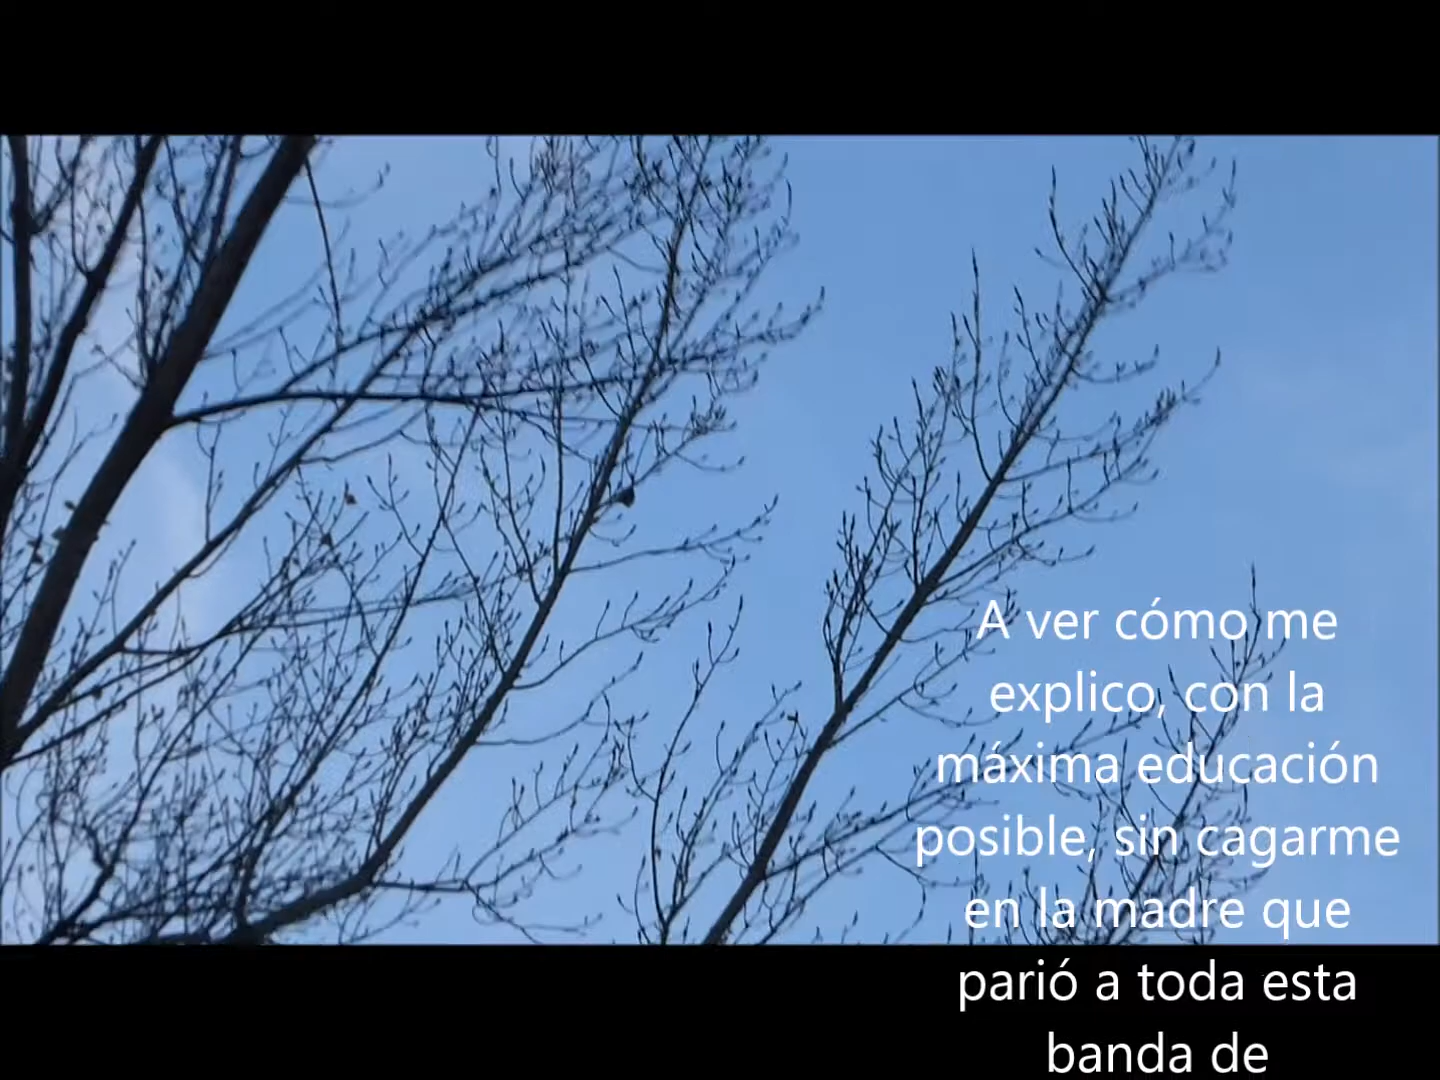 A ver cómo me
explico, con la
máxima educación
posible, sin cagarme
en la madre que
parió a toda esta
banda de